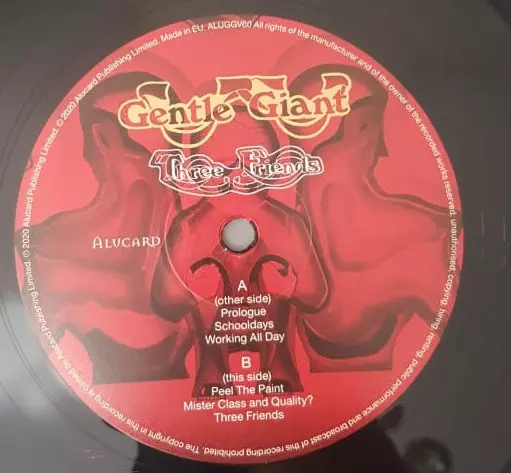 ℗ 2020 Alucard Publishing Limited. © 2020 Alucard Publishing Limited. Made in EU. ALUGGV60 All rights of the manufacturer and of the owner of the recorded works reserved. unauthorised, copying, hiring, renting, public performance and broadcast of this recording prohibited. The copyright in this recording is owned by Alucard Publishing Limited.
Gentle Giant
Three Friends
ALUCARD
A
(other side)
Prologue
Schooldays
Working All Day
B
(this side)
Peel The Paint
Mister Class and Quality?
Three Friends